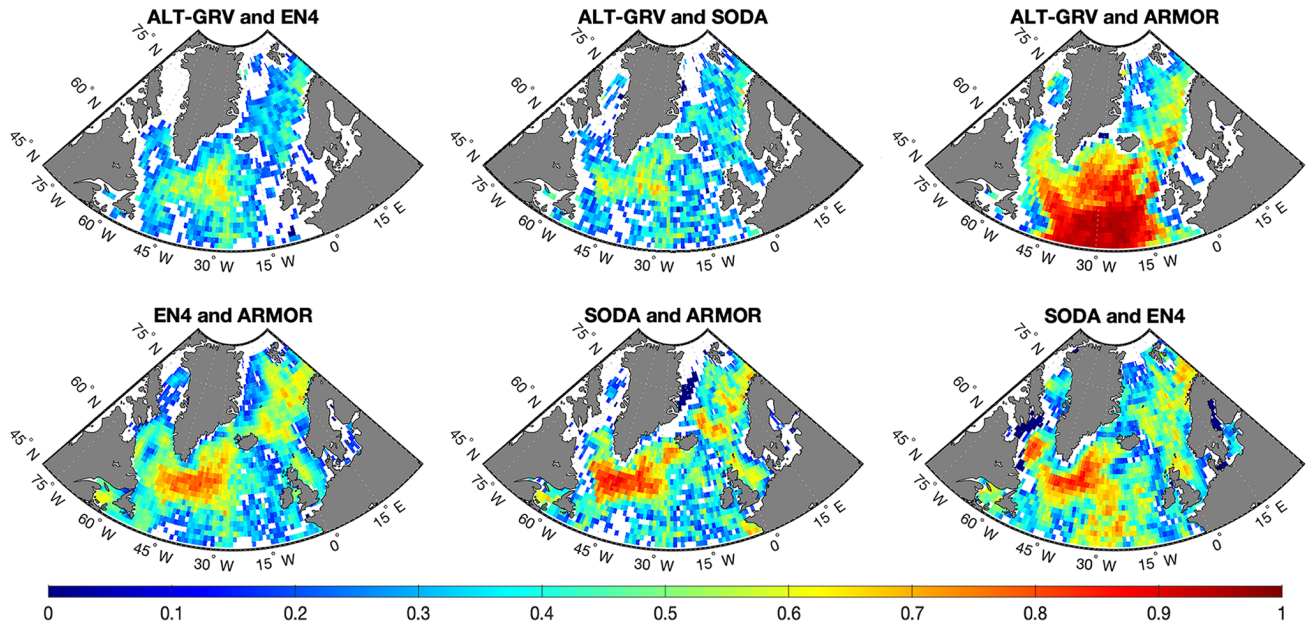 ALT-GRV and EN4
ALT-GRV and SODA
ALT-GRV and ARMOR
75° N
60° N
45° N
75° W
60° W
45° W
30° W
15° W
0°
15° E
75° N
60° N
45° N
75° W
60° W
45° W
30° W
15° W
0°
15° E
75° N
60° N
45° N
75° W
60° W
45° W
30° W
15° W
0°
15° E
EN4 and ARMOR
SODA and ARMOR
SODA and EN4
75° N
60° N
45° N
75° W
60° W
45° W
30° W
15° W
0°
15° E
75° N
60° N
45° N
75° W
60° W
45° W
30° W
15° W
0°
15° E
75° N
60° N
45° N
75° W
60° W
45° W
30° W
15° W
0°
15° E
0 0.1 0.2 0.3 0.4 0.5 0.6 0.7 0.8 0.9 1